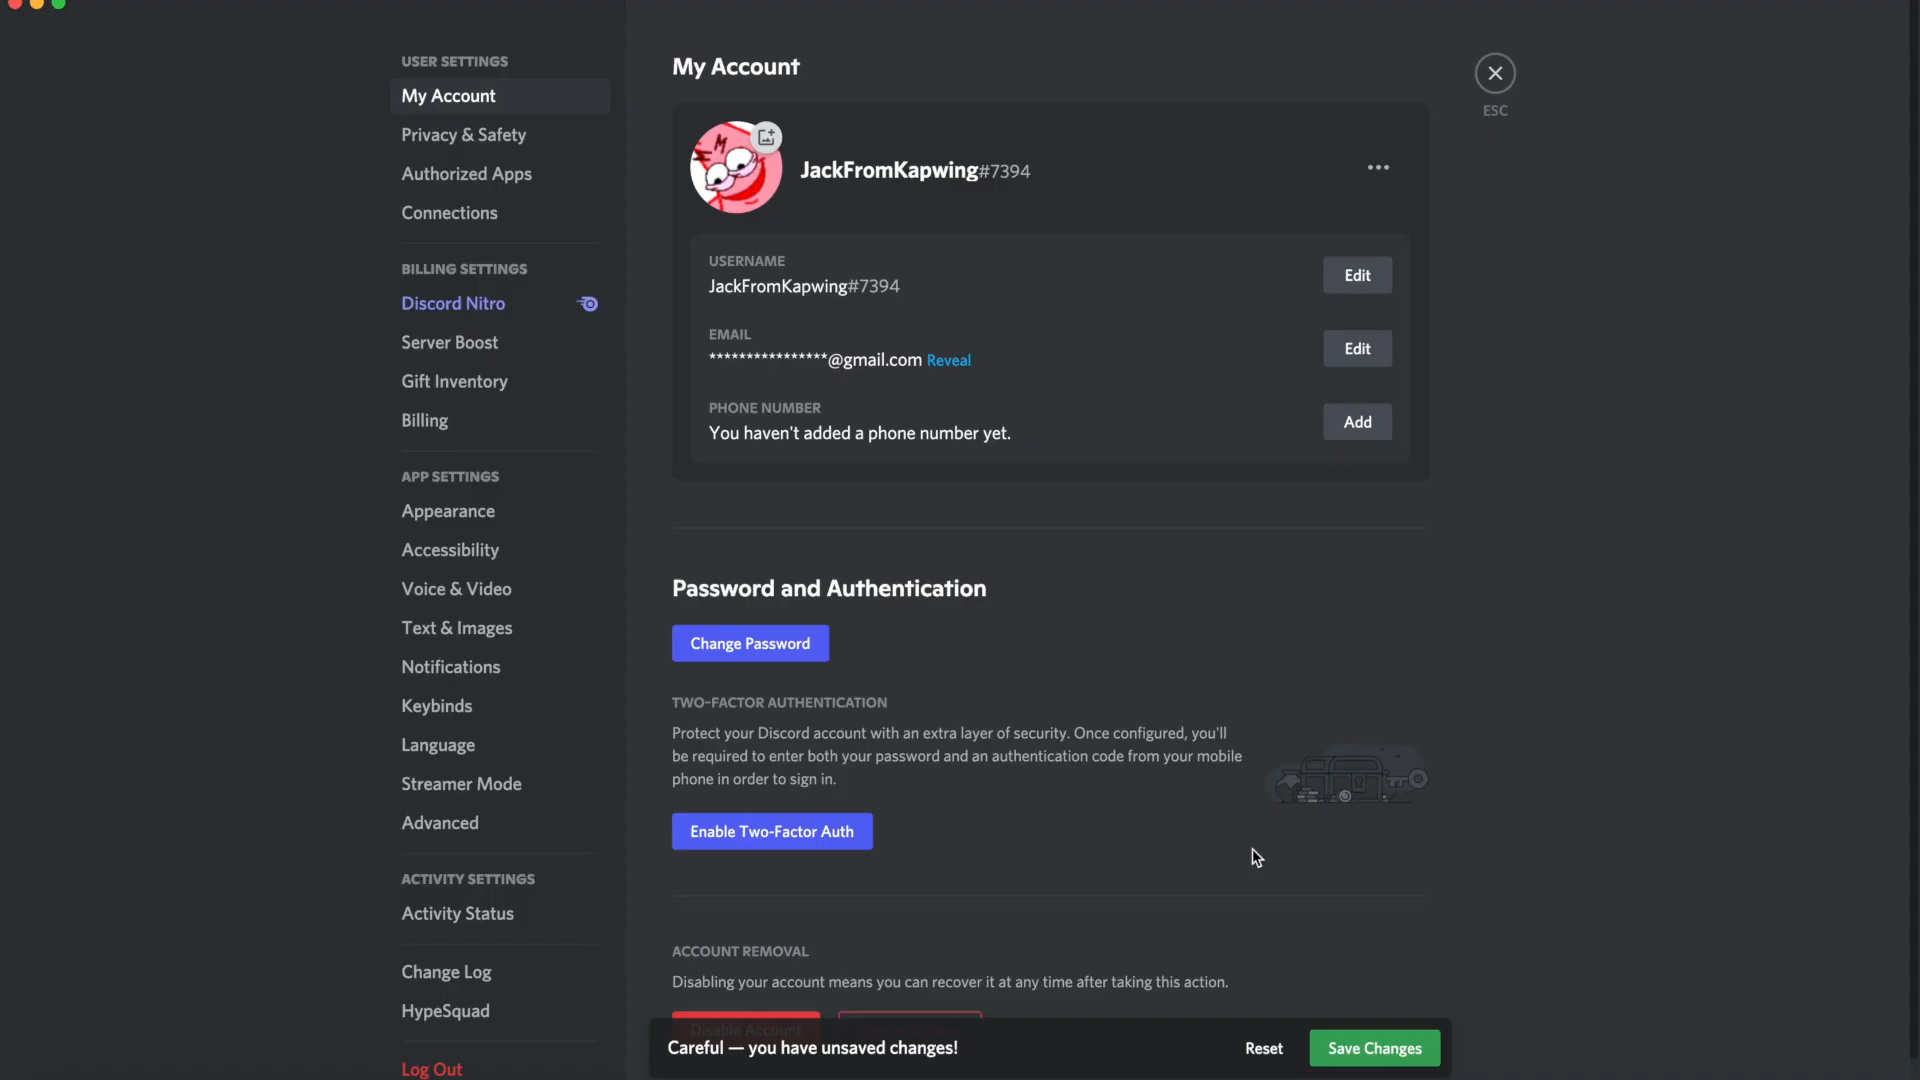 USER SETTINGS
My Account
Privacy & Safety
Authorized Apps
Connections
BILLING SETTINGS
Discord Nitro
Server Boost
Gift Inventory
Billing
APP SETTINGS
Appearance
Accessibility
Voice & Video
Text & Images
Notifications
Keybinds
Language
Streamer Mode
Advanced
ACTIVITY SETTINGS
Activity Status
Change Log
HypeSquad
Log Out
My Account
ESC
JackFromKapwing#7394
USERNAME
JackFromKapwing#7394
Edit
EMAIL
****************@gmail.com Reveal
Edit
PHONE NUMBER
You haven't added a phone number yet.
Add
Password and Authentication
Change Password
TWO-FACTOR AUTHENTICATION
Protect your Discord account with an extra layer of security. Once configured, you'll
be required to enter both your password and an authentication code from your mobile
phone in order to sign in.
Enable Two-Factor Auth
ACCOUNT REMOVAL
Disabling your account means you can recover it at any time after taking this action.
Disable Account
Careful — you have unsaved changes!
Reset
Save Changes